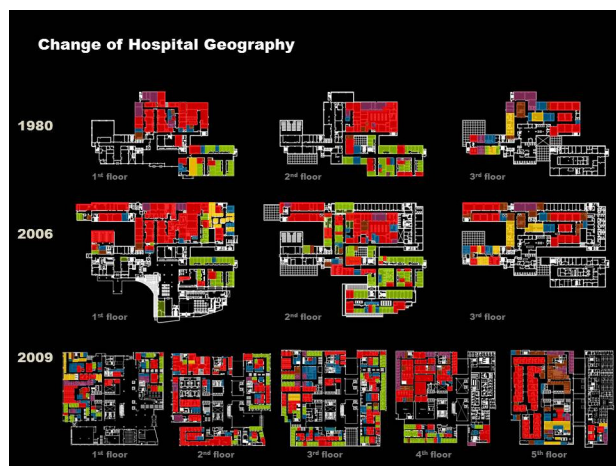 Change of Hospital Geography
1980
1st floor
2nd floor
3rd floor
2006
1st floor
2nd floor
3rd floor
2009
1st floor
2nd floor
3rd floor
4th floor
5th floor